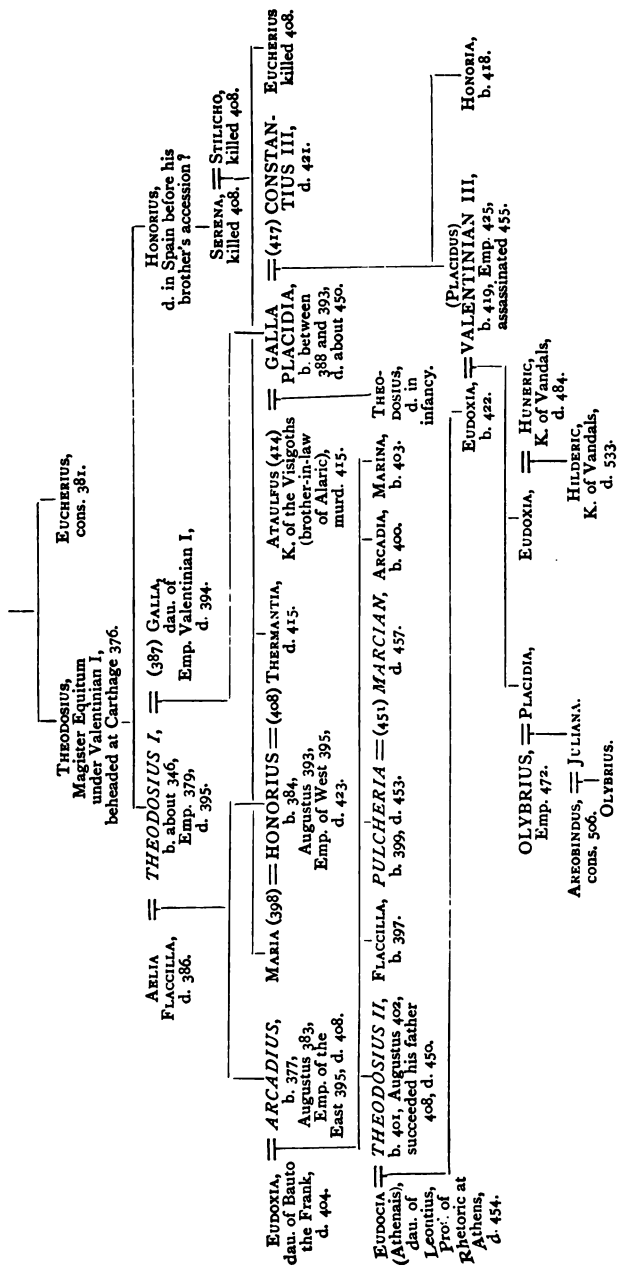 THEODOSIUS,
Magister Equitum
under Valentinian I,
beheaded at Carthage 376.
EUCHERIUS,
cons. 381.
AELIA
FLACCILLA,
d. 386.
=
THEODOSIUS I,
b. about 346,
Emp. 379,
d. 395.
=
(387) GALLA,
dau. of
Emp. Valentinian I,
d. 394.
HONORIUS,
d. in Spain before his
brother's accession?
SERENA,
killed 408.
=
STILICHO,
killed 408.
EUDOXIA,
dau. of Bauto
the Frank,
d. 404.
=
ARCADIUS,
b. 377,
Augustus 383,
Emp. of the
East 395, d. 408.
MARIA (398) = HONORIUS = (408) THERMANTIA,
b. 384,
Augustus 393,
Emp. of West 395,
d. 423.
d. 415.
ATAULFUS (414)
K. of the Visigoths
(brother-in-law
of Alaric),
murd. 415.
=
GALLA
PLACIDIA,
b. between
388 and 393,
d. about 450.
=
(417) CONSTAN-
TIUS III,
d. 421.
EUCHERIUS
killed 408.
EUDOCIA
(Athenais),
dau. of
Leontius,
Prof. of
Rhetoric at
Athens,
d. 454.
=
THEODOSIUS II,
b. 401, Augustus 402,
succeeded his father
408, d. 450.
FLACCILLA,
b. 397.
PULCHERIA = (451) MARCIAN,
b. 399, d. 453.
d. 457.
ARCADIA,
b. 400.
MARINA,
b. 403.
THEO-
DOSIUS,
d. in
infancy.
EUDOXIA,
b. 422.
=
(PLACIDUS)
VALENTINIAN III,
b. 419, Emp. 425,
assassinated 455.
HONORIA,
b. 418.
OLYBRIUS,
Emp. 472.
=
PLACIDIA,
EUDOXIA,
=
HUNERIC,
K. of Vandals,
d. 484.
AREOBINDUS,
cons. 506.
=
JULIANA.
HILDERIC,
K. of Vandals,
d. 533.
OLYBRIUS.